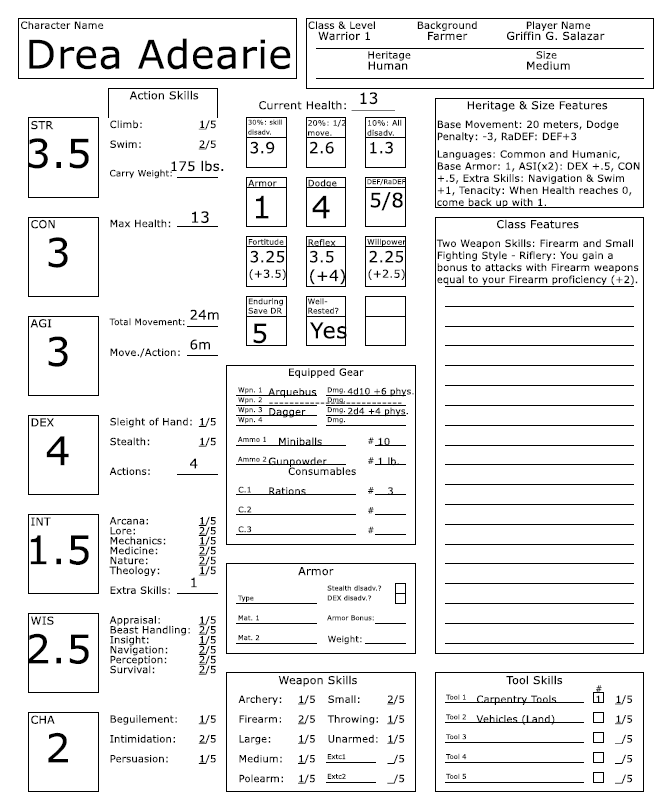 Character Name
Drea Adearie
Class & Level Background Player Name
Warrior 1 Farmer Griffin G. Salazar
Heritage Size
Human Medium
Action Skills
STR
3.5
Climb: 1/5
Swim: 2/5
Carry Weight: 175 lbs.
CON
3
Max Health: 13
AGI
3
Total Movement: 24m
Move./Action: 6m
DEX
4
Sleight of Hand: 1/5
Stealth: 1/5
Actions: 4
INT
1.5
Arcana: 1/5
Lore: 2/5
Mechanics: 1/5
Medicine: 2/5
Nature: 2/5
Theology: 1/5
Extra Skills: 1
WIS
2.5
Appraisal: 1/5
Beast Handling: 2/5
Insight: 1/5
Navigation: 2/5
Perception: 2/5
Survival: 2/5
CHA
2
Beguilement: 1/5
Intimidation: 2/5
Persuasion: 1/5
Current Health: 13
30%: skill disadv.
3.9
20%: 1/2 move.
2.6
10%: All disadv.
1.3
Armor
1
Dodge
4
DEF/RaDEF
5/8
Fortitude
3.25
(+3.5)
Reflex
3.5
(+4)
Willpower
2.25
(+2.5)
Enduring
Save DR
5
Well-
Rested?
Yes
Equipped Gear
Wpn. 1 Arquebus Dmg. 4d10 +6 phys.
Wpn. 2 Dmg.
Wpn. 3 Dagger Dmg. 2d4 +4 phys.
Wpn. 4 Dmg.
Ammo 1 Miniballs # 10
Ammo 2 Gunpowder # 1 lb.
Consumables
C.1 Rations # 3
C.2 #
C.3 #
Armor
Stealth disadv.?
Type DEX disadv.?
Mat. 1 Armor Bonus:
Mat. 2 Weight:
Weapon Skills
Archery: 1/5 Small: 2/5
Firearm: 2/5 Throwing: 1/5
Large: 1/5 Unarmed: 1/5
Medium: 1/5 Extc1 _/5
Polearm: 1/5 Extc2 _/5
Heritage & Size Features
Base Movement: 20 meters, Dodge
Penalty: -3, RaDEF: DEF+3
Languages: Common and Humanic,
Base Armor: 1, ASI(x2): DEX +.5, CON
+.5, Extra Skills: Navigation & Swim
+1, Tenacity: When Health reaches 0,
come back up with 1.
Class Features
Two Weapon Skills: Firearm and Small
Fighting Style - Riflery: You gain a
bonus to attacks with Firearm weapons
equal to your Firearm proficiency (+2).
Tool Skills
#
Tool 1 Carpentry Tools 1 1/5
Tool 2 Vehicles (Land) 1/5
Tool 3 _/5
Tool 4 _/5
Tool 5 _/5